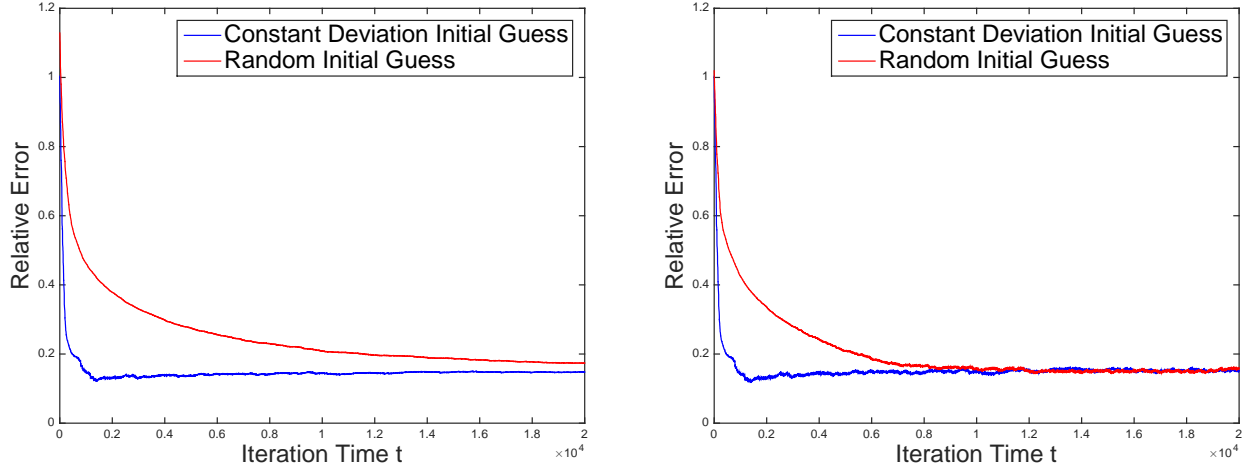 1.2
1
0.8
0.6
0.4
0.2
0
Relative Error
Constant Deviation Initial Guess
Random Initial Guess
0 0.2 0.4 0.6 0.8 1 1.2 1.4 1.6 1.8 2
Iteration Time t
×10⁴
1.2
1
0.8
0.6
0.4
0.2
0
Relative Error
Constant Deviation Initial Guess
Random Initial Guess
0 0.2 0.4 0.6 0.8 1 1.2 1.4 1.6 1.8 2
Iteration Time t
×10⁴